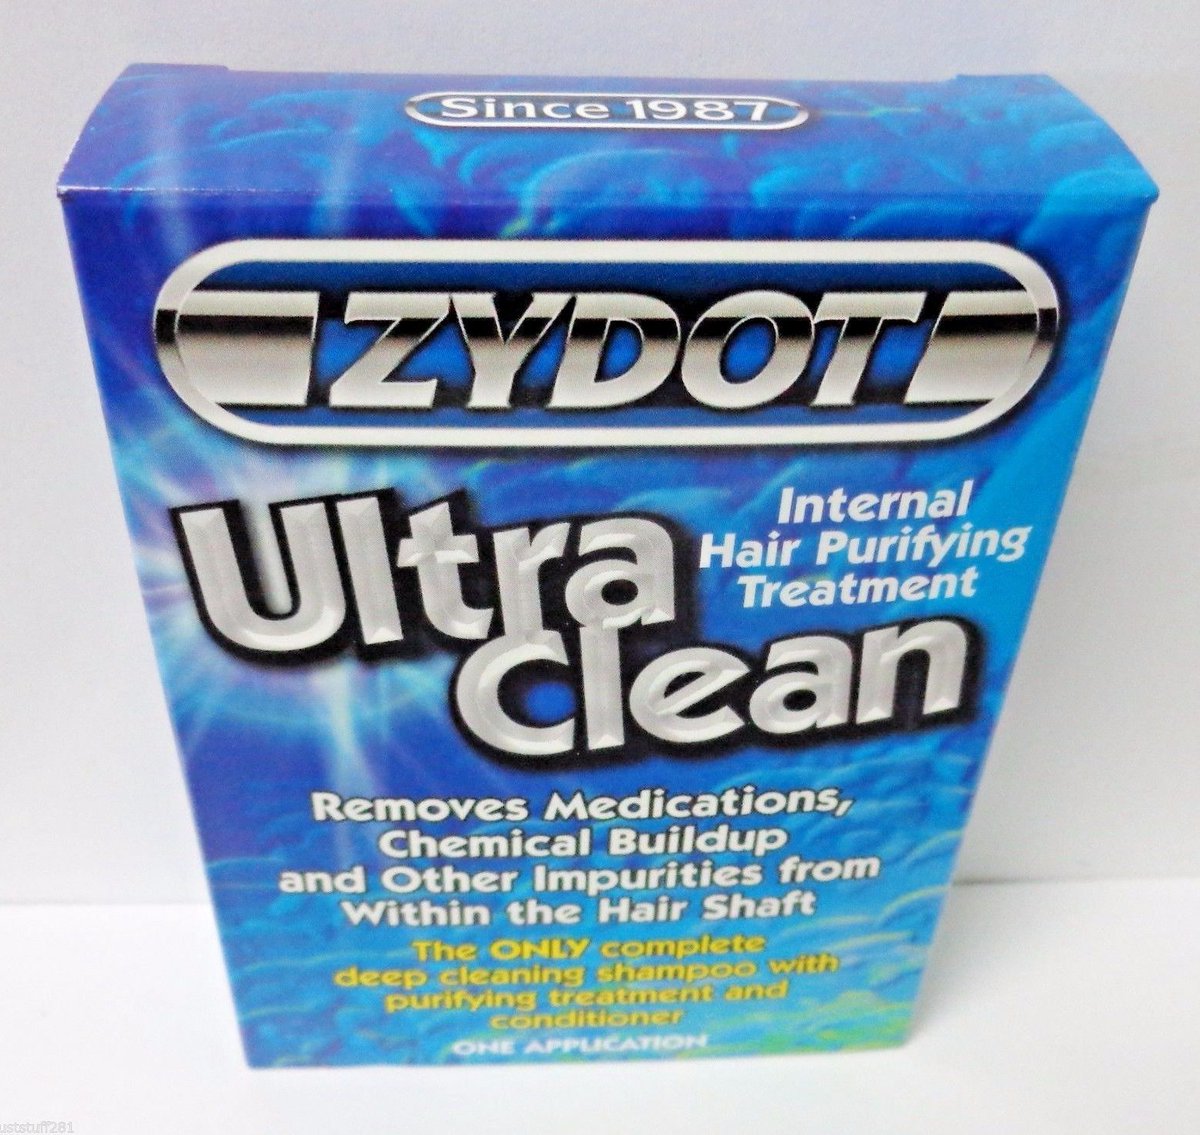 Since 1987
ZYDOT
Ultra
Clean
Internal
Hair Purifying
Treatment
Removes Medications,
Chemical Buildup
and Other Impurities from
Within the Hair Shaft
The ONLY complete
deep cleaning shampoo with
purifying treatment and
conditioner
ONE APPLICATION
uststuff281